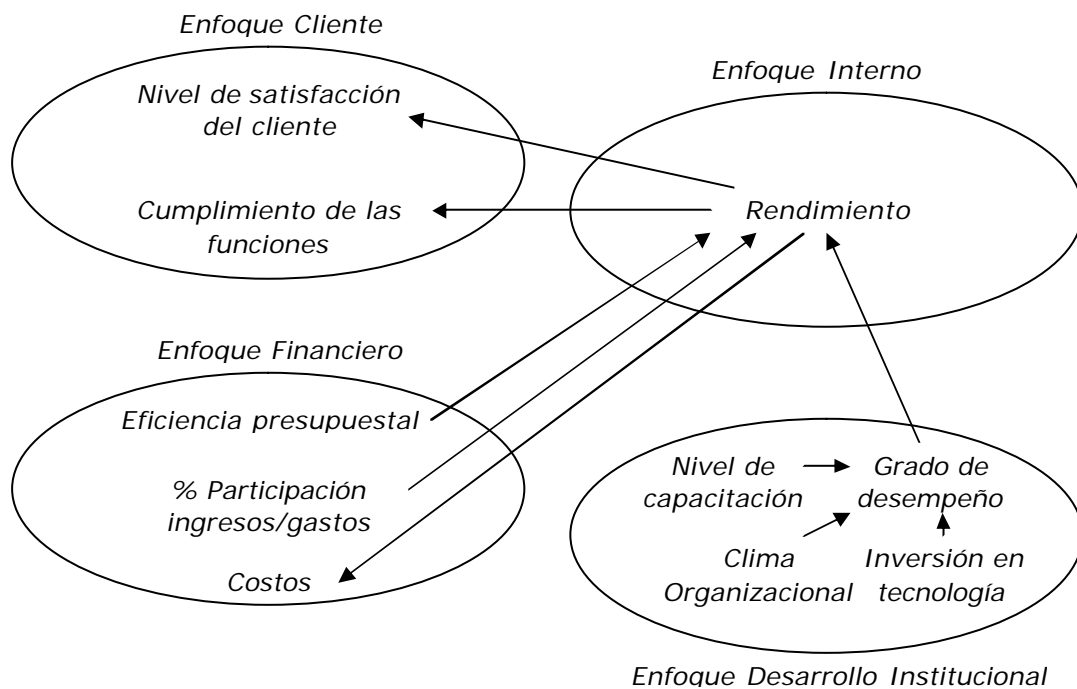 Enfoque Cliente
Nivel de satisfacción
del cliente
Cumplimiento de las
funciones
Enfoque Interno
Rendimiento
Enfoque Financiero
Eficiencia presupuestal
% Participación
ingresos/gastos
Costos
Nivel de
capacitación
Grado de
desempeño
Clima
Organizacional
Inversión en
tecnología
Enfoque Desarrollo Institucional